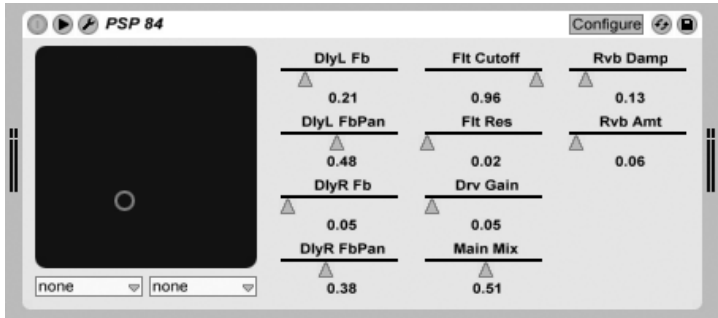 PSP 84
Configure
DlyL Fb
0.21
DlyL FbPan
0.48
DlyR Fb
0.05
DlyR FbPan
0.38
Flt Cutoff
0.96
Flt Res
0.02
Drv Gain
0.05
Main Mix
0.51
Rvb Damp
0.13
Rvb Amt
0.06
none
none